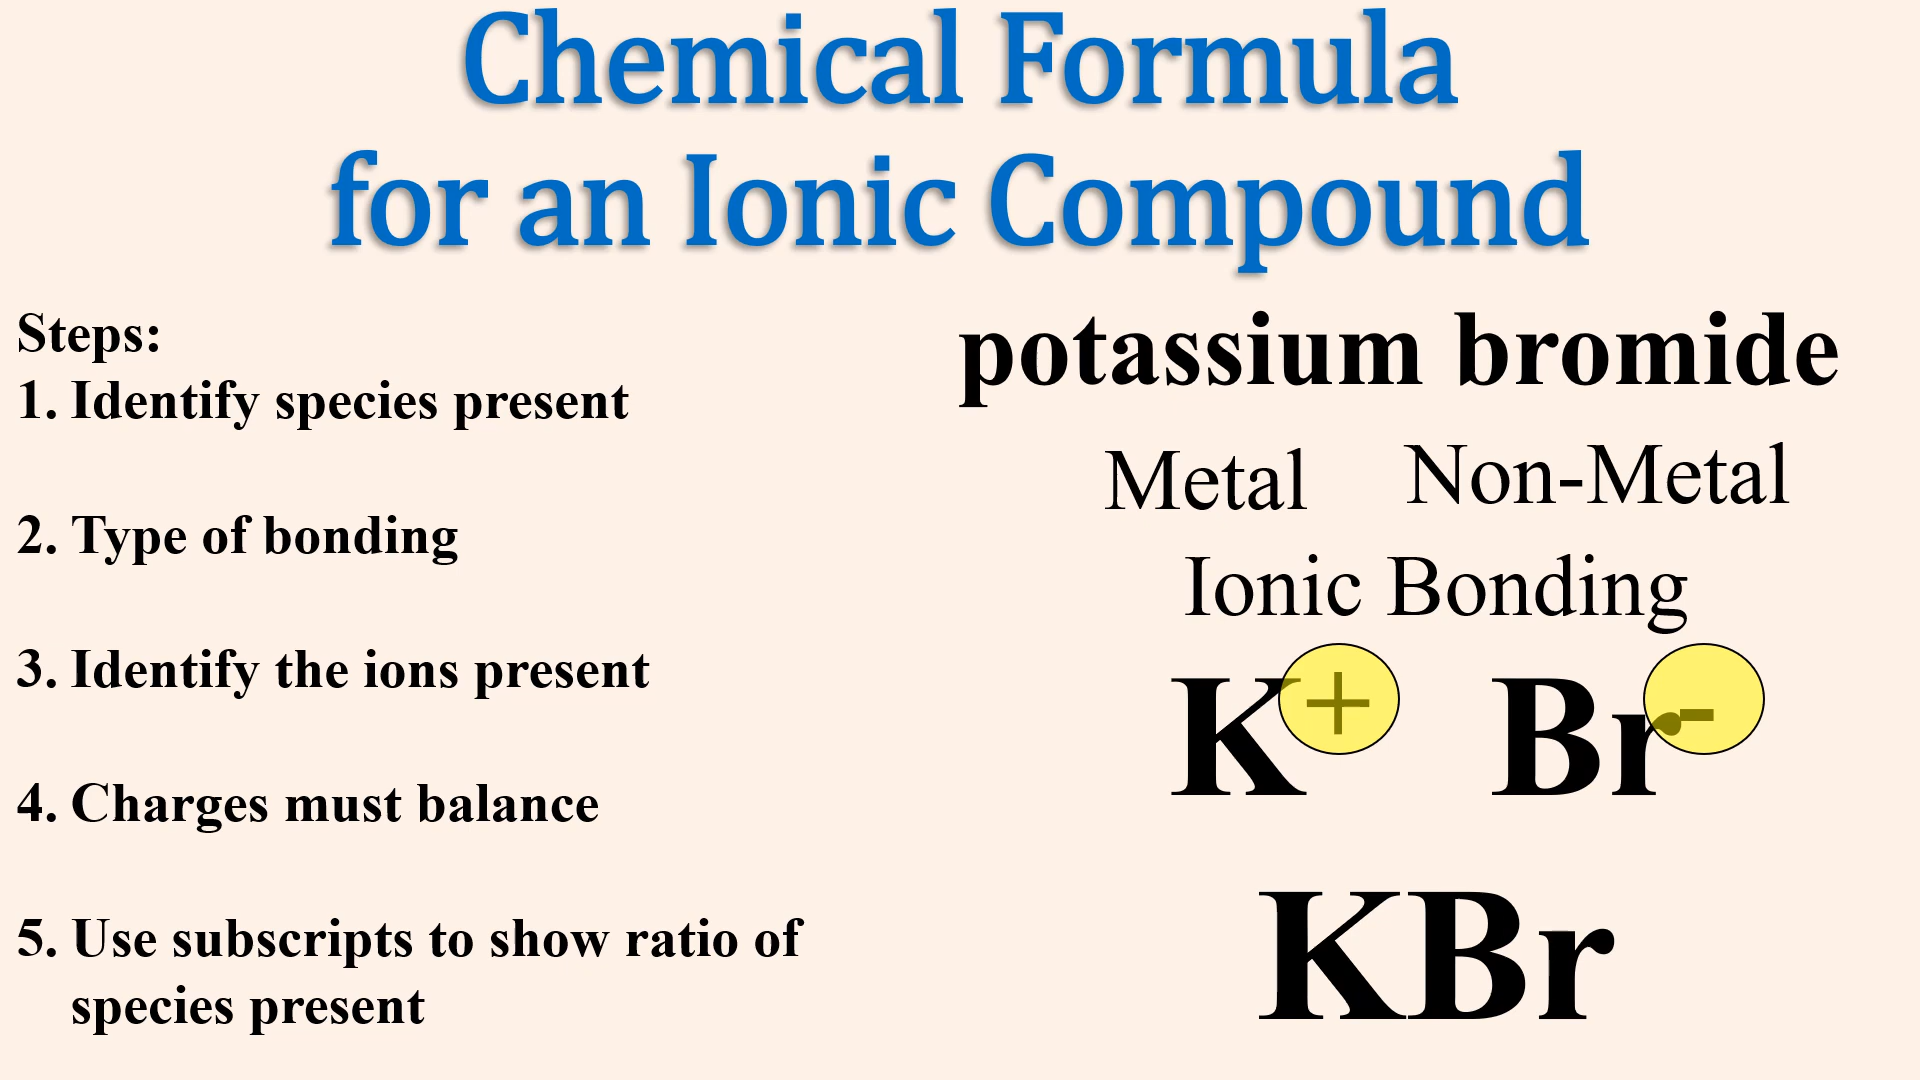 Chemical Formula
for an Ionic Compound
Steps:
1. Identify species present
2. Type of bonding
3. Identify the ions present
4. Charges must balance
5. Use subscripts to show ratio of
species present
potassium bromide
Metal Non-Metal
Ionic Bonding
K+ Br-
KBr